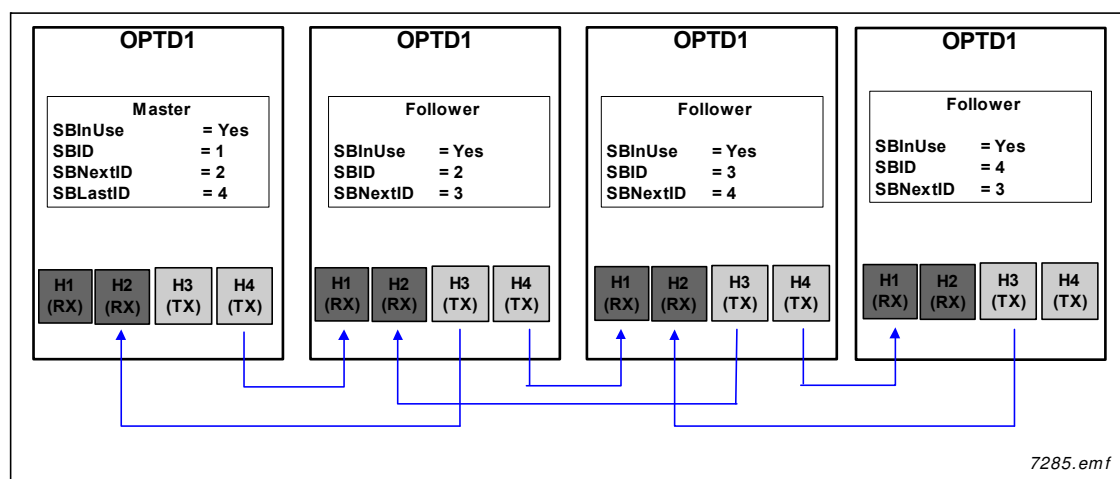 OPTD1
Master
SBInUse = Yes
SBID = 1
SBNextID = 2
SBLastID = 4
H1 (RX)
H2 (RX)
H3 (TX)
H4 (TX)
OPTD1
Follower
SBInUse = Yes
SBID = 2
SBNextID = 3
H1 (RX)
H2 (RX)
H3 (TX)
H4 (TX)
OPTD1
Follower
SBInUse = Yes
SBID = 3
SBNextID = 4
H1 (RX)
H2 (RX)
H3 (TX)
H4 (TX)
OPTD1
Follower
SBInUse = Yes
SBID = 4
SBNextID = 3
H1 (RX)
H2 (RX)
H3 (TX)
H4 (TX)
7285.emf